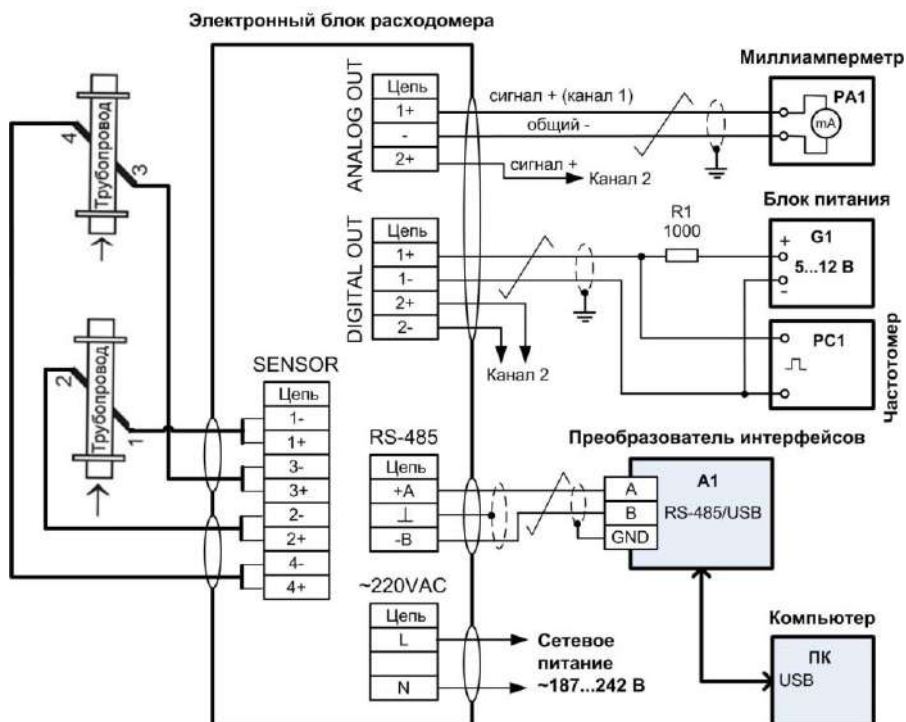 Электронный блок расходомера
Трубопровод
4
3
Трубопровод
2
1
SENSOR
Цепь
1-
1+
3-
3+
2-
2+
4-
4+
ANALOG OUT
Цепь
1+
-
2+
сигнал + (канал 1)
общий -
сигнал +
Канал 2
Миллиамперметр
PA1
mA
DIGITAL OUT
Цепь
1+
1-
2+
2-
Канал 2
R1
1000
Блок питания
G1
+
5...12 В
-
PC1
Частотомер
RS-485
Цепь
+A
⊥
-B
Преобразователь интерфейсов
A
B
GND
A1
RS-485/USB
~220VAC
Цепь
L
N
Сетевое
питание
~187...242 В
Компьютер
ПК
USB